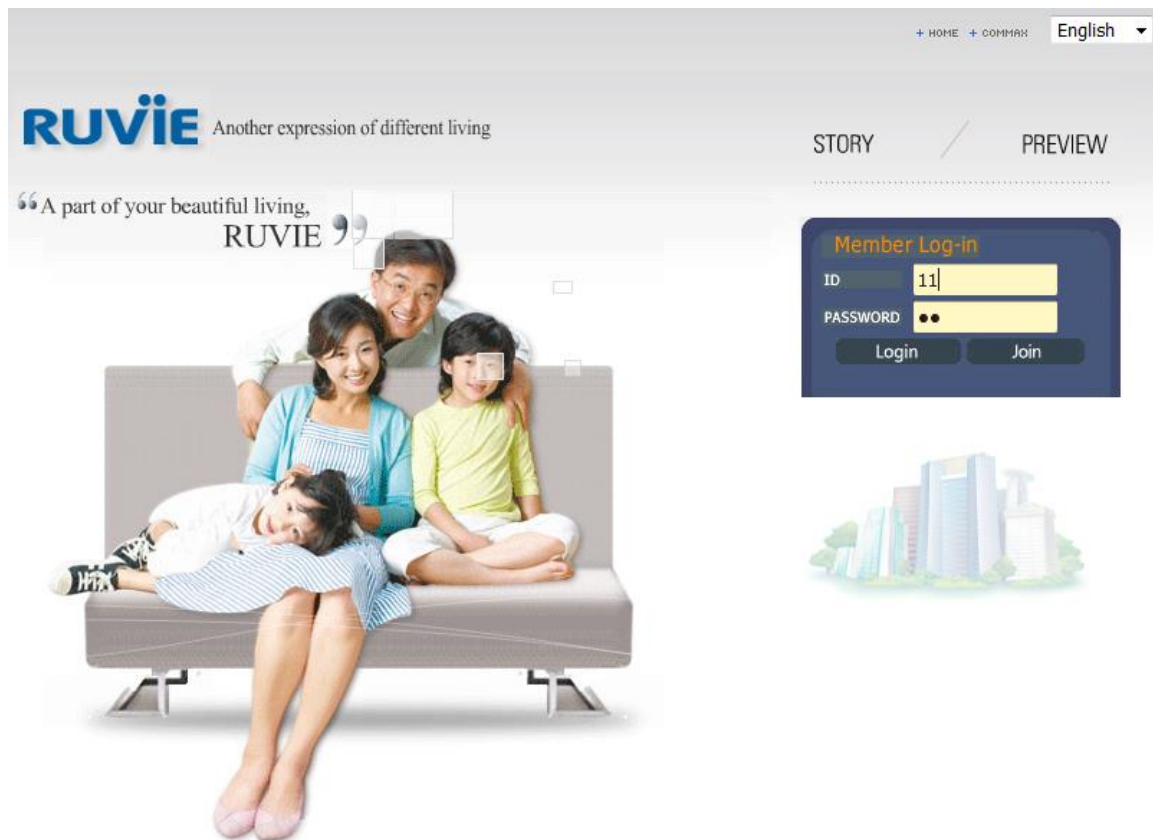 + HOME + COMMAX English
RUVïE Another expression of different living
STORY / PREVIEW
“ A part of your beautiful living,
RUVIE ”
Member Log-in
ID 11
PASSWORD ●●
Login Join